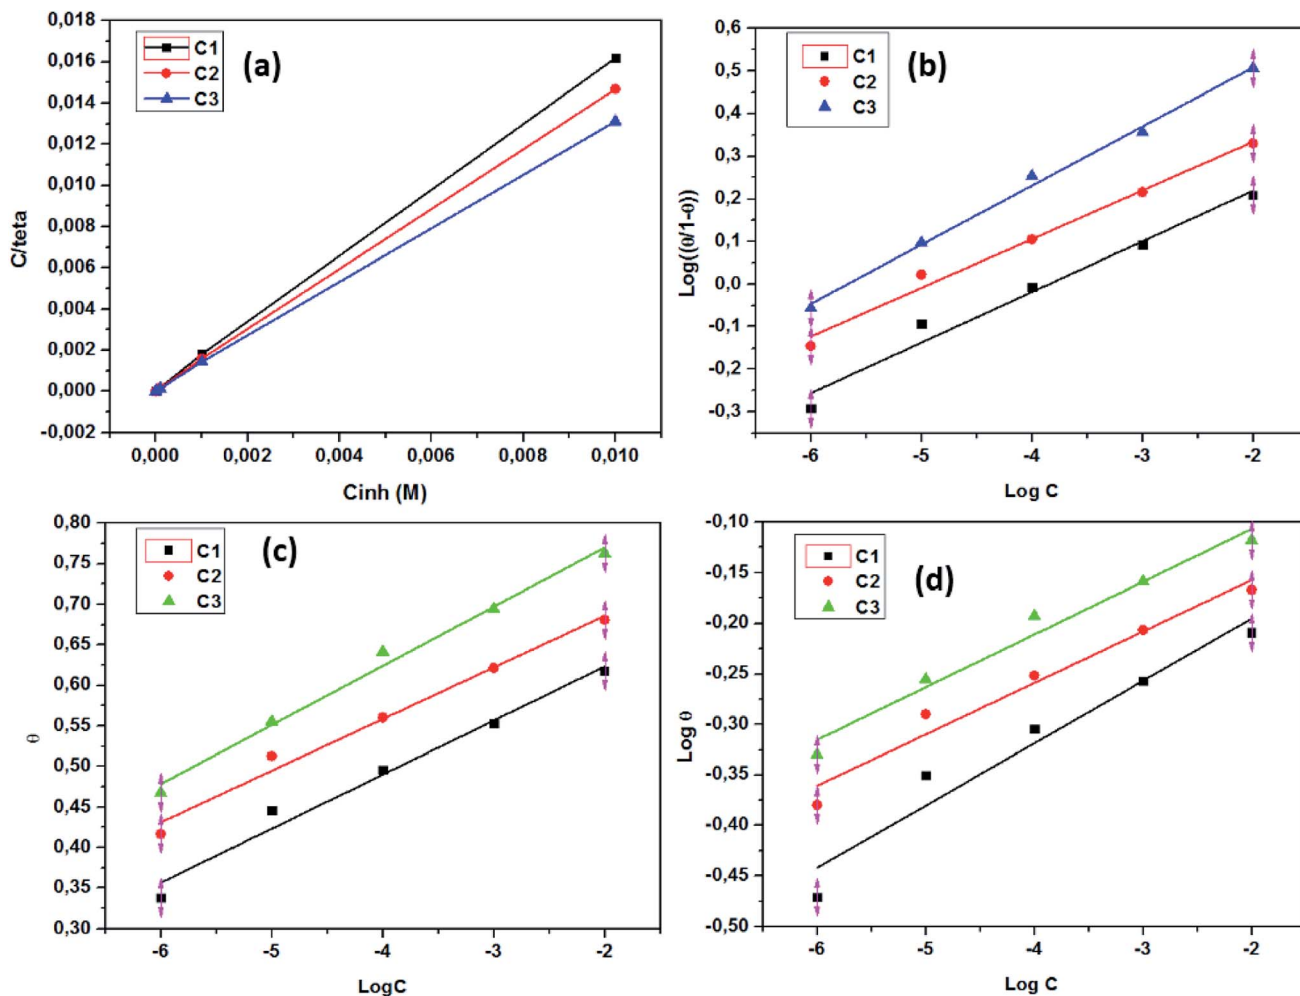 0,018
0,016
0,014
0,012
0,010
0,008
0,006
0,004
0,002
0,000
-0,002
C/teta
C1
C2
C3
(a)
0,000 0,002 0,004 0,006 0,008 0,010
Cinh (M)
0,6
0,5
0,4
0,3
0,2
0,1
0,0
-0,1
-0,2
-0,3
Log((θ/1-θ))
C1
C2
C3
(b)
-6 -5 -4 -3 -2
Log C
0,80
0,75
0,70
0,65
0,60
0,55
0,50
0,45
0,40
0,35
0,30
θ
C1
C2
C3
(c)
-6 -5 -4 -3 -2
LogC
-0,10
-0,15
-0,20
-0,25
-0,30
-0,35
-0,40
-0,45
-0,50
Log θ
C1
C2
C3
(d)
-6 -5 -4 -3 -2
Log C